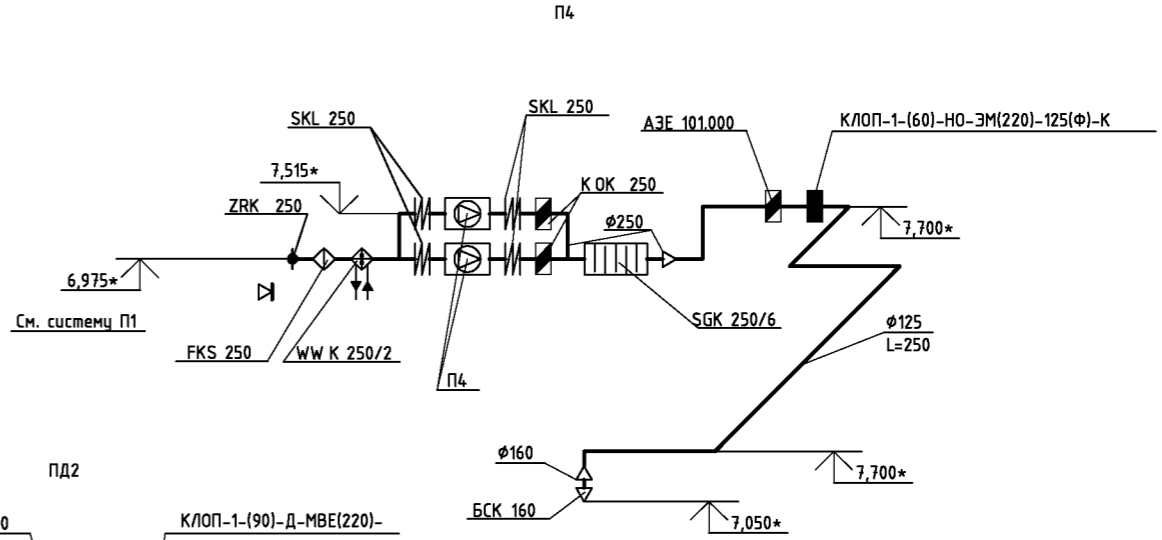 П4
SKL 250
SKL 250
АЗЕ 101.000
КЛОП-1-(60)-НО-ЭМ(220)-125(Ф)-К
7,515*
К ОК 250
ZRK 250
ф250
7,700*
6,975*
См. систему П1
SGK 250/6
ф125
L=250
FKS 250
WW K 250/2
П4
ф160
ПД2
7,700*
БСК 160
7,050*
0
КЛОП-1-(90)-Д-МВЕ(220)-